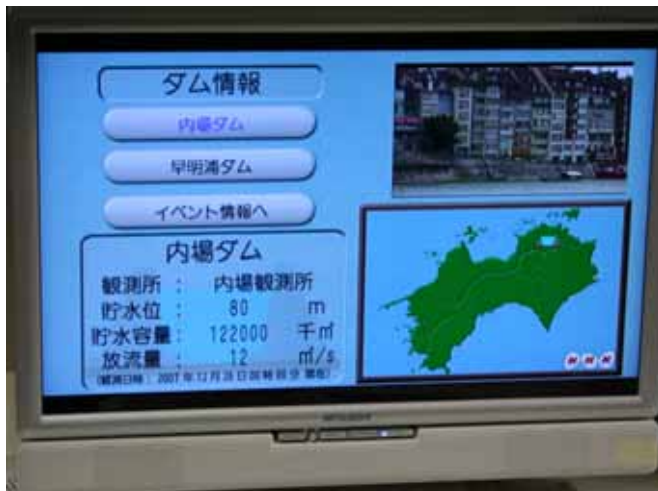 ダム情報
内場ダム
早明浦ダム
イベント情報へ
内場ダム
観測所 : 内場観測所
貯水位 : 80 m
貯水容量 : 122000 千㎥
放流量 : 12 ㎥/s
MITSUBISHI